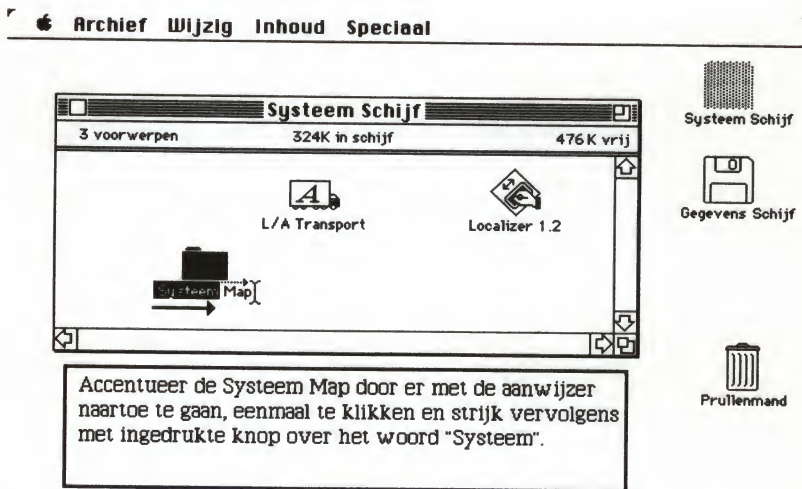 Archief Wijzig Inhoud Speciaal
Systeem Schijf
3 voorwerpen 324K in schijf 476K vrij
L/A Transport
Localizer 1.2
Systeem Map
Systeem Schijf
Gegevens Schijf
Prullenmand
Accentueer de Systeem Map door er met de aanwijzer
naartoe te gaan, eenmaal te klikken en strijk vervolgens
met ingedrukte knop over het woord "Systeem".